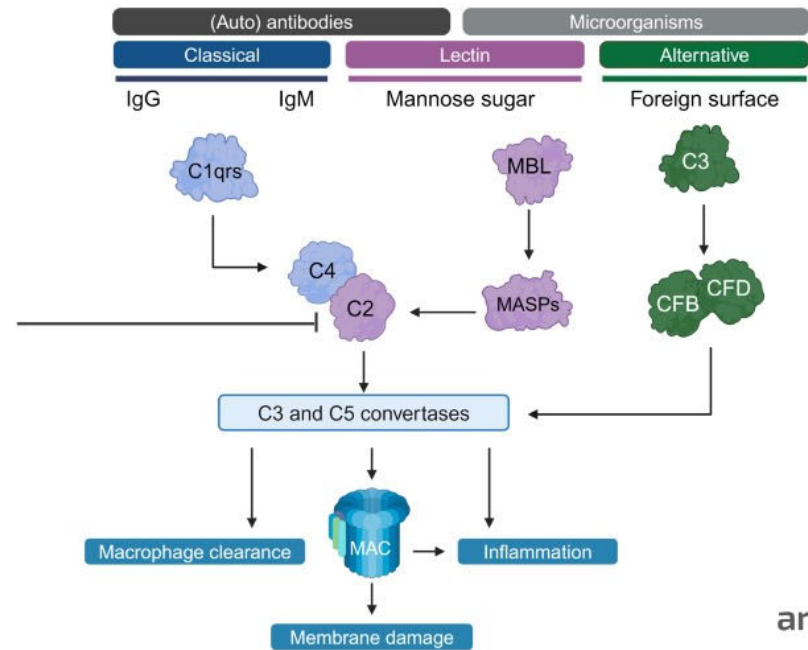 (Auto) antibodies
Microorganisms
Classical
Lectin
Alternative
IgG
IgM
Mannose sugar
Foreign surface
C1qrs
MBL
C3
C4
C2
MASPs
CFB
CFD
C3 and C5 convertases
Macrophage clearance
MAC
Inflammation
Membrane damage
ar